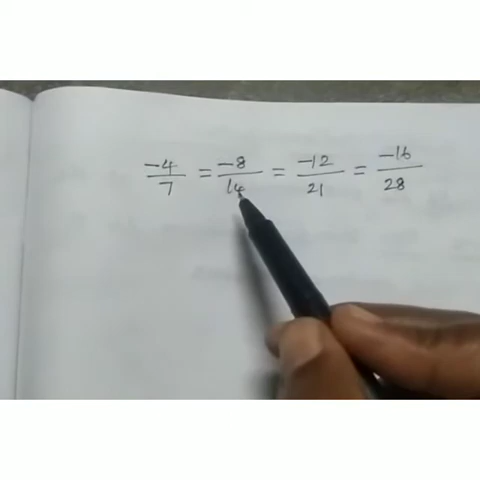 -4/7 = -8/14 = -12/21 = -16/28